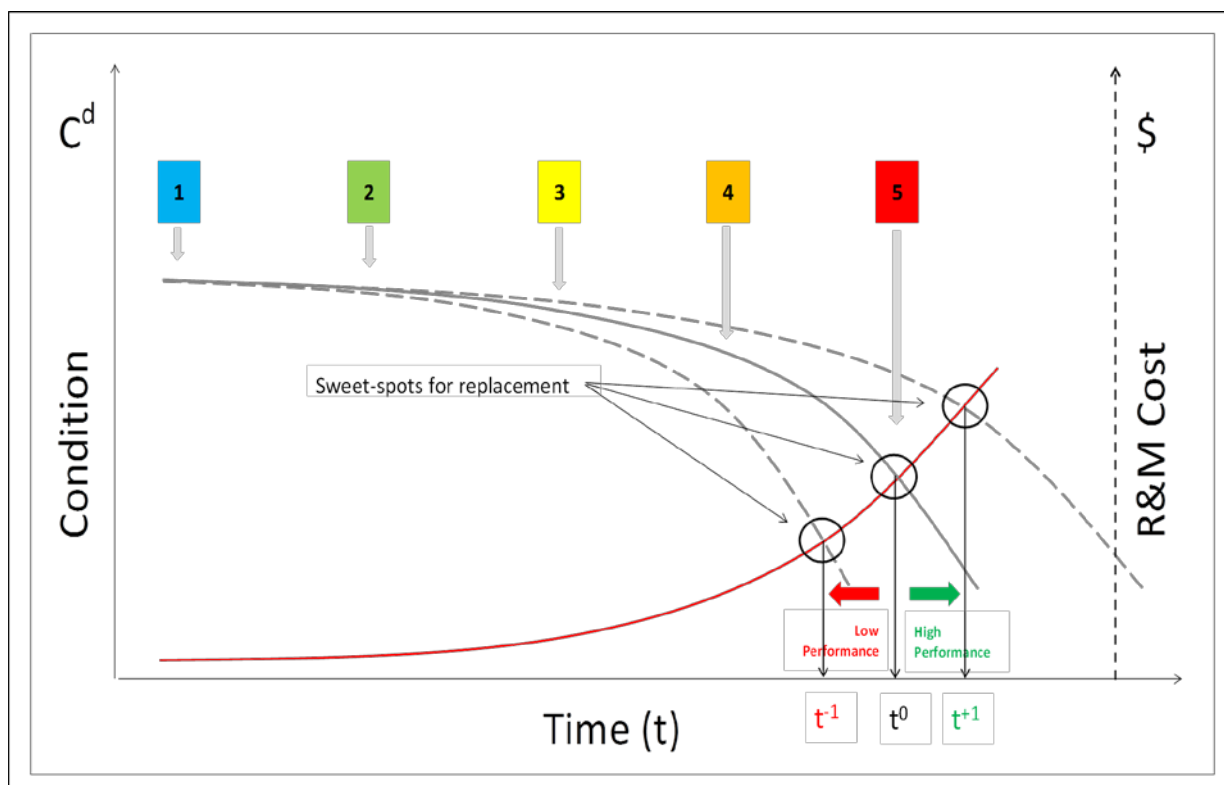 C^d
$
1
2
3
4
5
Condition
R&M Cost
Sweet-spots for replacement
Low
Performance
High
Performance
t^-1
t^0
t^+1
Time (t)